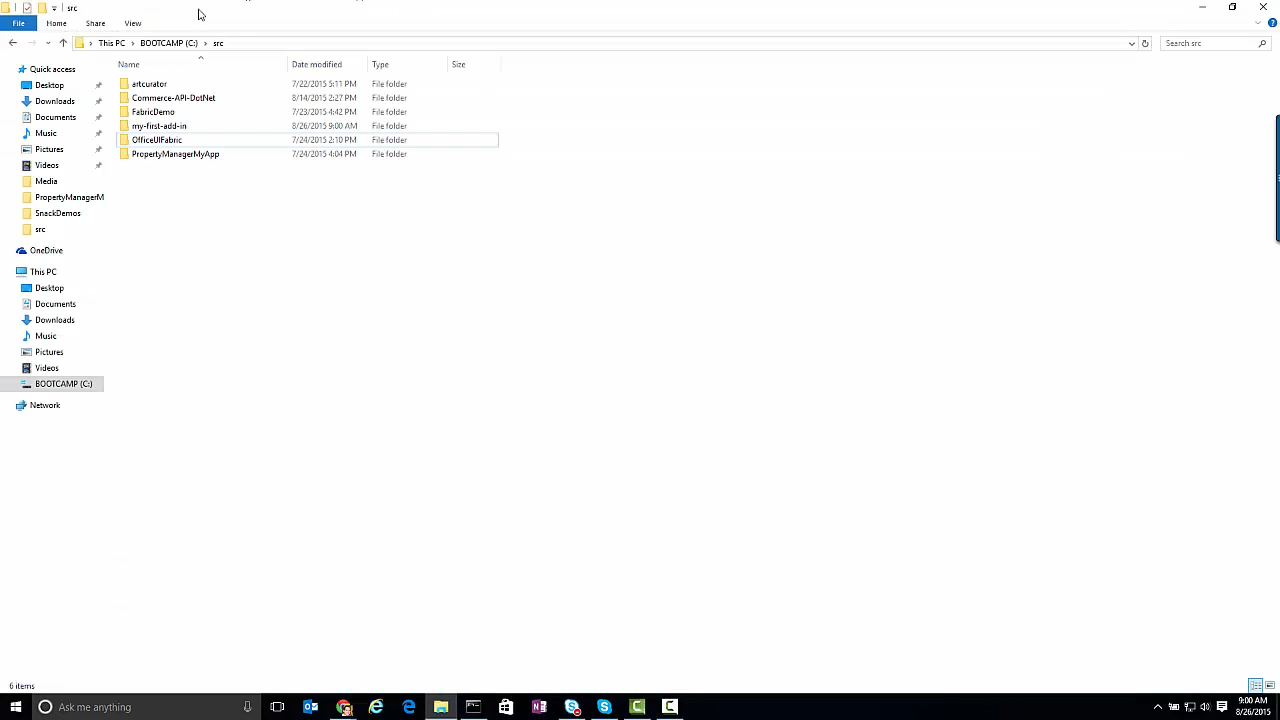 src
File Home Share View
This PC BOOTCAMP (C:) src Search src
Name Date modified Type Size
Quick access
Desktop
Downloads
Documents
Music
Pictures
Videos
Media
PropertyManagerM
SnackDemos
src
OneDrive
This PC
Desktop
Documents
Downloads
Music
Pictures
Videos
BOOTCAMP (C:)
Network
artcurator 7/22/2015 5:11 PM File folder
Commerce-API-DotNet 8/14/2015 2:27 PM File folder
FabricDemo 7/23/2015 4:42 PM File folder
my-first-add-in 8/26/2015 9:00 AM File folder
OfficeUIFabric 7/24/2015 2:10 PM File folder
PropertyManagerMyApp 7/24/2015 4:04 PM File folder
6 items
Ask me anything
9:00 AM
8/26/2015